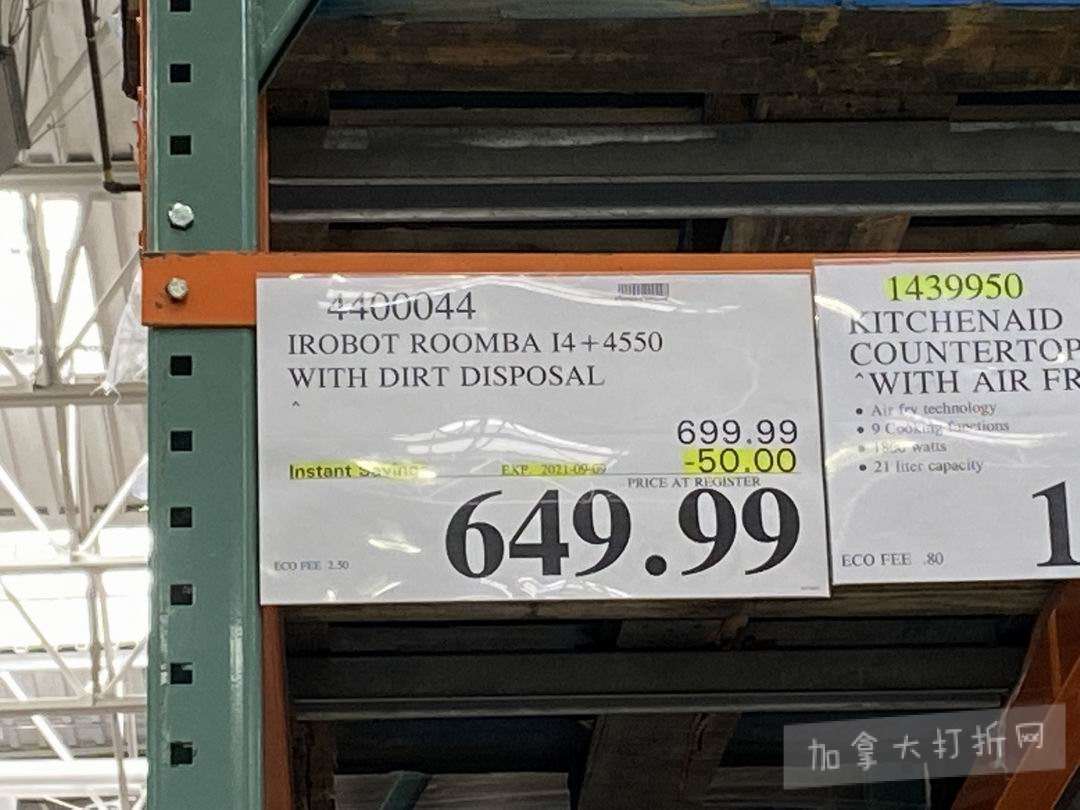 4400044
IROBOT ROOMBA I4+4550
WITH DIRT DISPOSAL
^
699.99
Instant Savings EXP. 2021-09-09 -50.00
PRICE AT REGISTER
649.99
ECO FEE 2.50
1439950
KITCHENAID
COUNTERTOP
^WITH AIR FR
• Air fry technology
• 9 Cooking functions
• 1800 watts
• 21 liter capacity
1
ECO FEE .80
加拿大打折网